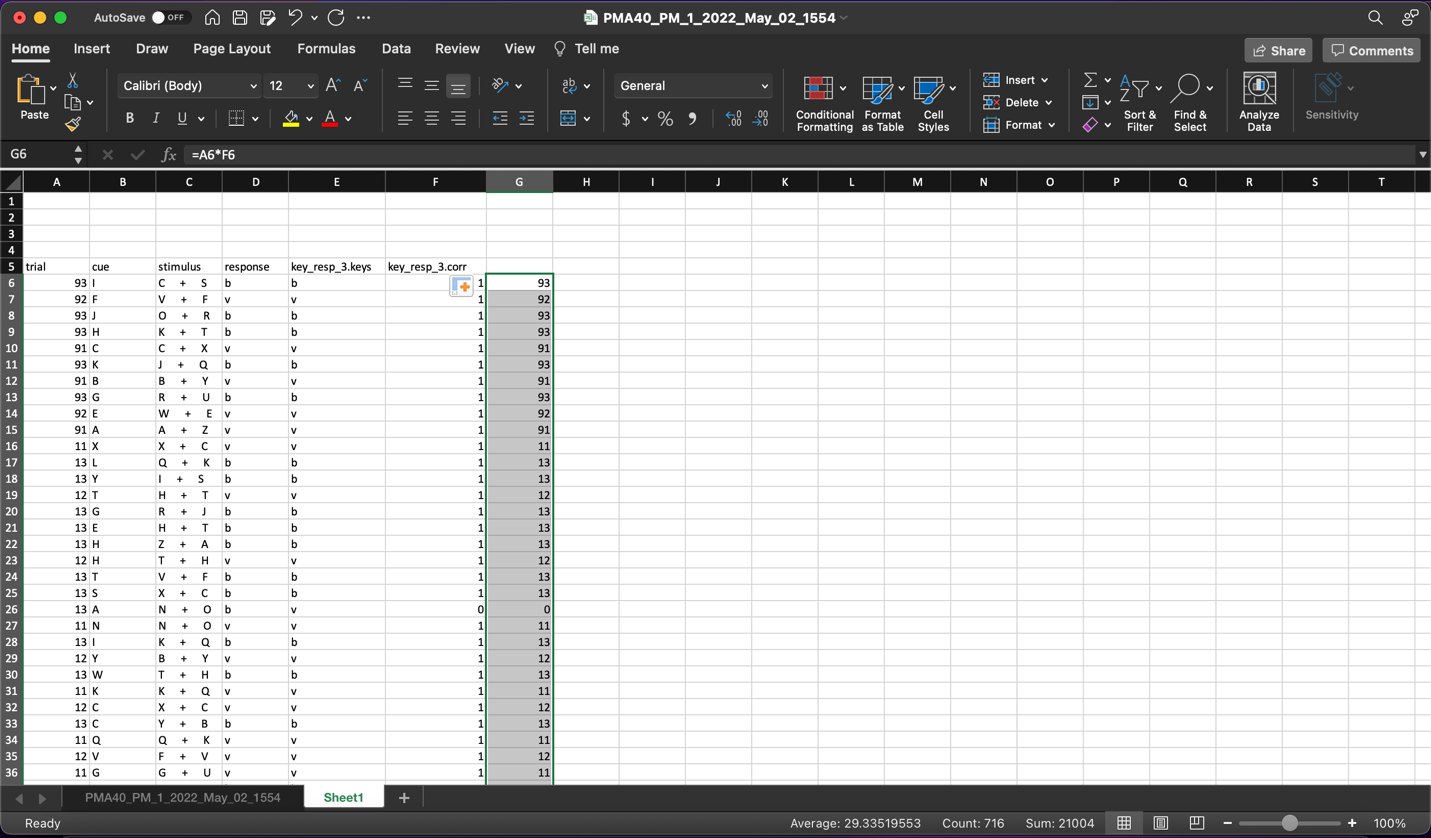 AutoSave OFF PMA40_PM_1_2022_May_02_1554
Home Insert Draw Page Layout Formulas Data Review View Tell me Share Comments
Paste Calibri (Body) 12 A A B I U A ab General $ % 9 .00 .00 Conditional Formatting Format as Table Cell Styles Insert Delete Format Sort & Filter Find & Select Analyze Data Sensitivity
G6 fx =A6*F6
A B C D E F G H I J K L M N O P Q R S T
1
2
3
4
5 trial cue stimulus response key_resp_3.keys key_resp_3.corr
6 93 I C + S b b 1 93
7 92 F V + F v v 1 92
8 93 J O + R b b 1 93
9 93 H K + T b b 1 93
10 91 C C + X v v 1 91
11 93 K J + Q b b 1 93
12 91 B B + Y v v 1 91
13 93 G R + U b b 1 93
14 92 E W + E v v 1 92
15 91 A A + Z v v 1 91
16 11 X X + C v v 1 11
17 13 L Q + K b b 1 13
18 13 Y I + S b b 1 13
19 12 T H + T v v 1 12
20 13 G R + J b b 1 13
21 13 E H + T b b 1 13
22 13 H Z + A b b 1 13
23 12 H T + H v v 1 12
24 13 T V + F b b 1 13
25 13 S X + C b b 1 13
26 13 A N + O b v 0 0
27 11 N N + O v v 1 11
28 13 I K + Q b b 1 13
29 12 Y B + Y v v 1 12
30 13 W T + H b b 1 13
31 11 K K + Q v v 1 11
32 12 C X + C v v 1 12
33 13 C Y + B b b 1 13
34 11 Q Q + K v v 1 11
35 12 V F + V v v 1 12
36 11 G G + U v v 1 11
PMA40_PM_1_2022_May_02_1554 Sheet1 +
Ready Average: 29.33519553 Count: 716 Sum: 21004 100%